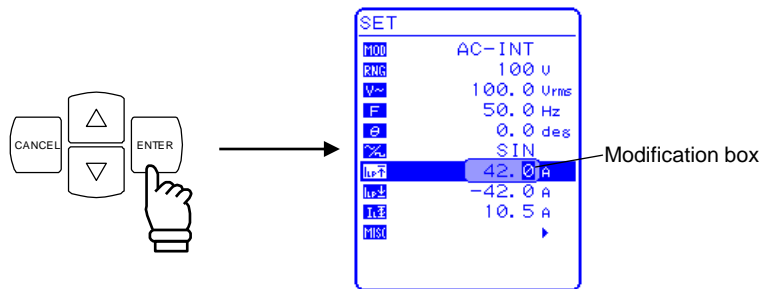 CANCEL
△
▽
ENTER
SET
MOD AC-INT
RNG 100 V
V~ 100.0 Vrms
F 50.0 Hz
θ 0.0 deg
SIN
42.0 A
-42.0 A
10.5 A
MISC ▶
Modification box